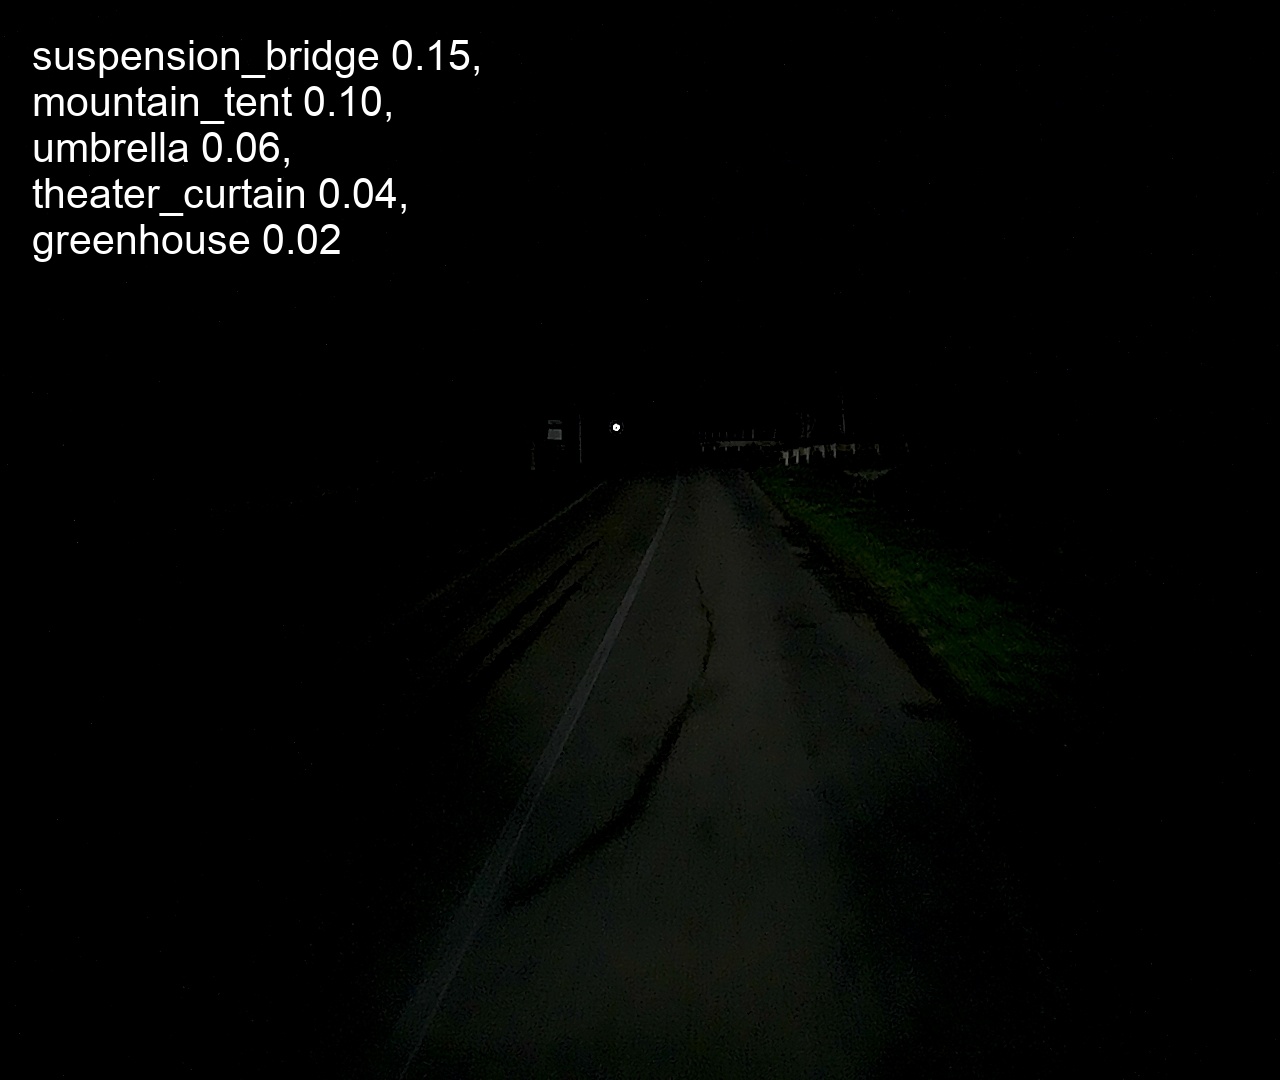 suspension_bridge 0.15,
mountain_tent 0.10,
umbrella 0.06,
theater_curtain 0.04,
greenhouse 0.02